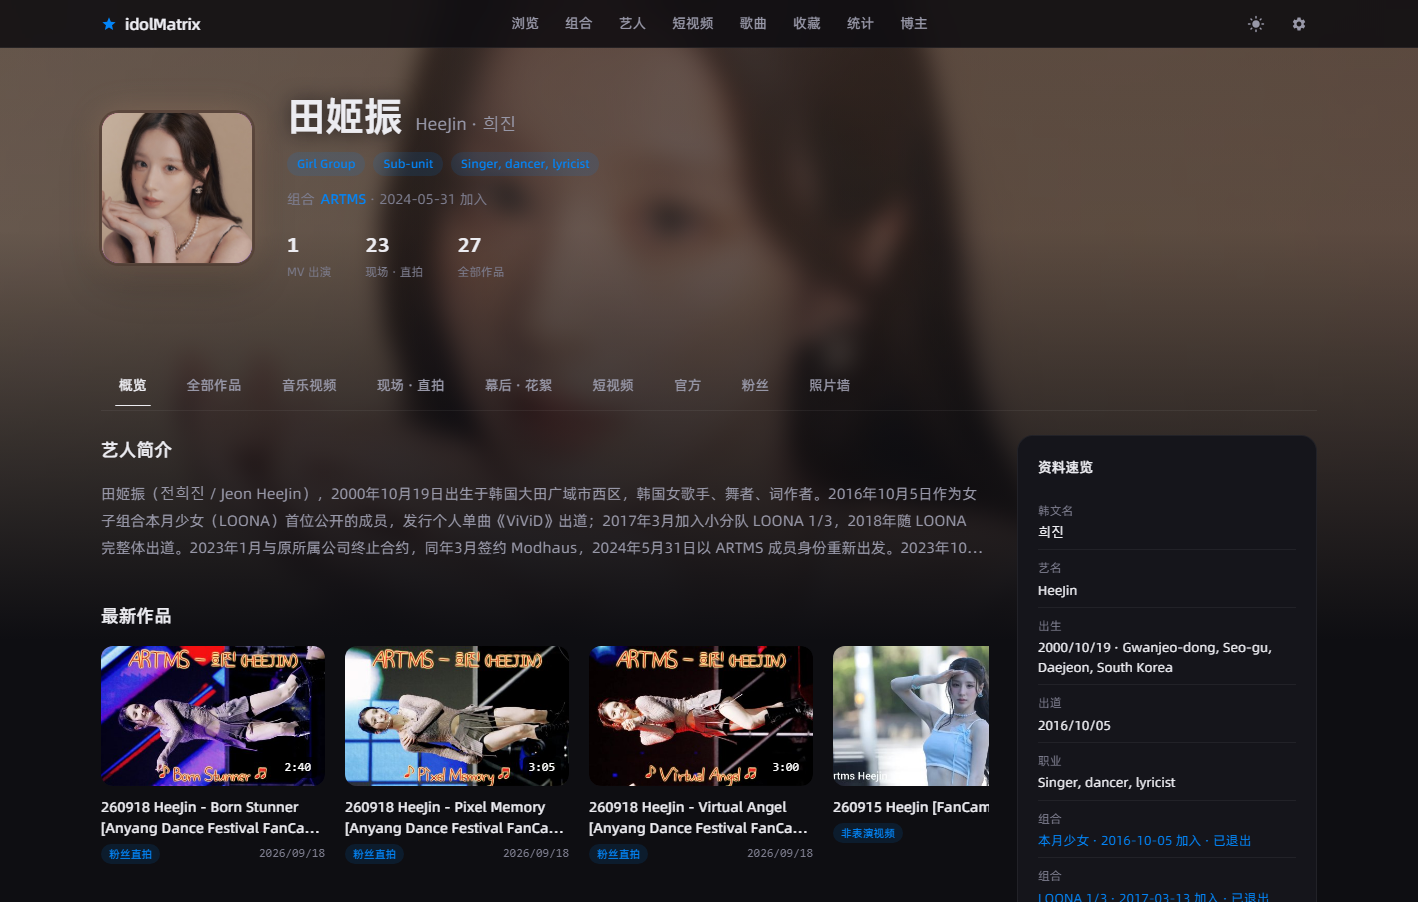 idolMatrix
浏览 组合 艺人 短视频 歌曲 收藏 统计 博主
田姬振 HeeJin · 희진
Girl Group Sub-unit Singer, dancer, lyricist
组合 ARTMS · 2024-05-31 加入
1 23 27
MV 出演 现场 · 直拍 全部作品
概览 全部作品 音乐视频 现场 · 直拍 幕后 · 花絮 短视频 官方 粉丝 照片墙
艺人简介
田姬振（전희진 / Jeon HeeJin），2000年10月19日出生于韩国大田广域市西区，韩国女歌手、舞者、词作者。2016年10月5日作为女
子组合本月少女（LOONA）首位公开的成员，发行个人单曲《ViViD》出道；2017年3月加入小分队 LOONA 1/3，2018年随 LOONA
完整体出道。2023年1月与原所属公司终止合约，同年3月签约 Modhaus，2024年5月31日以 ARTMS 成员身份重新出发。2023年10...
最新作品
ARTMS - 희진 (HEEJIN)
Born Stunner
2:40
260918 HeeJin - Born Stunner
[Anyang Dance Festival FanCa...
粉丝直拍 2026/09/18
ARTMS - 희진 (HEEJIN)
Pixel Memory
3:05
260918 HeeJin - Pixel Memory
[Anyang Dance Festival FanCa...
粉丝直拍 2026/09/18
ARTMS - 희진 (HEEJIN)
Virtual Angel
3:00
260918 HeeJin - Virtual Angel
[Anyang Dance Festival FanCa...
粉丝直拍 2026/09/18
rtms HeeJin
260915 HeeJin [FanCam
非表演视频
资料速览
韩文名
희진
艺名
HeeJin
出生
2000/10/19 · Gwanjeo-dong, Seo-gu,
Daejeon, South Korea
出道
2016/10/05
职业
Singer, dancer, lyricist
组合
本月少女 · 2016-10-05 加入 · 已退出
组合
LOONA 1/3 · 2017-03-13 加入 · 已退出